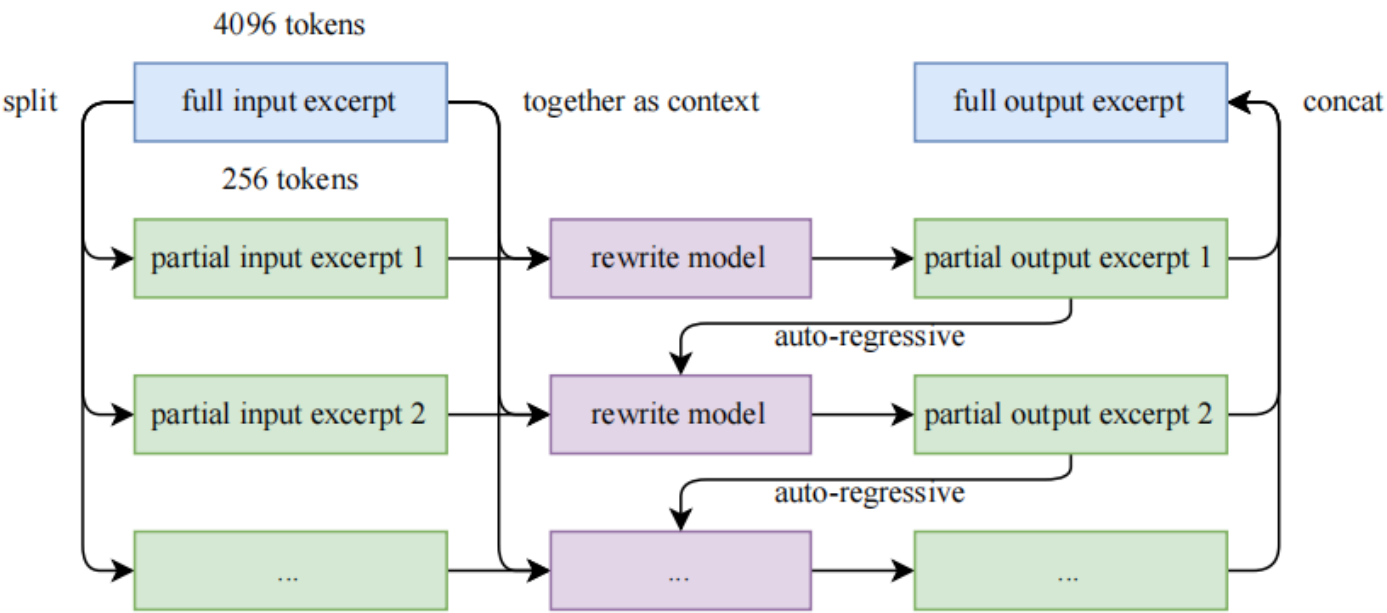 4096 tokens
split
full input excerpt
together as context
full output excerpt
concat
256 tokens
partial input excerpt 1
rewrite model
partial output excerpt 1
auto-regressive
partial input excerpt 2
rewrite model
partial output excerpt 2
auto-regressive
...
...
...